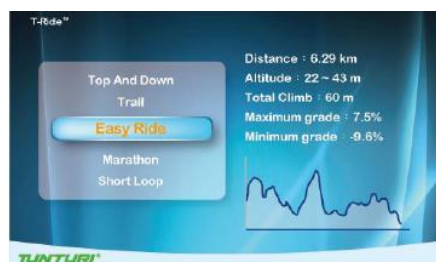 T-Ride™
Top And Down
Trail
Easy Ride
Marathon
Short Loop
Distance : 6.29 km
Altitude : 22 ~ 43 m
Total Climb : 60 m
Maximum grade : 7.5%
Minimum grade : -9.6%
TUNTURI®